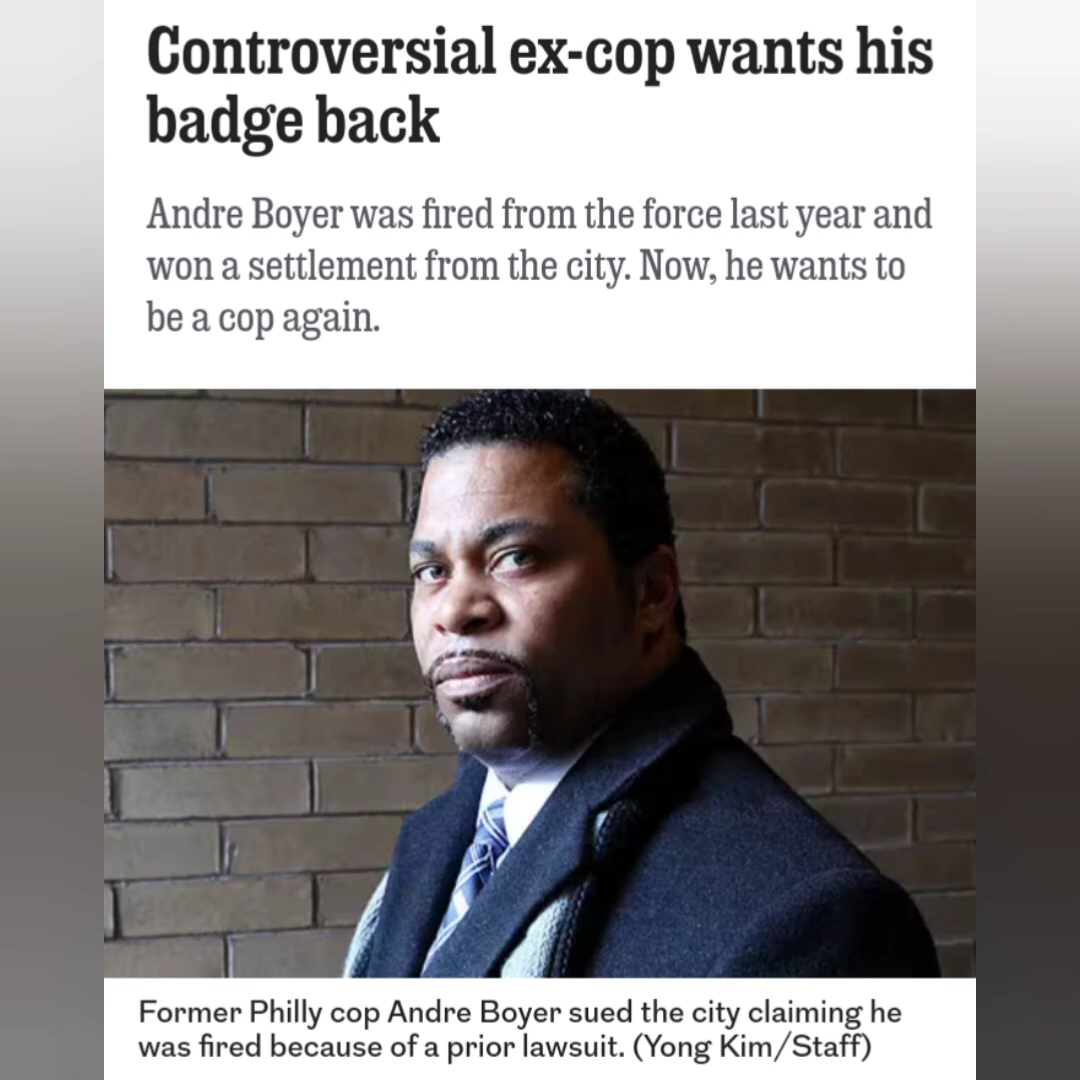 Controversial ex-cop wants his
badge back
Andre Boyer was fired from the force last year and
won a settlement from the city. Now, he wants to
be a cop again.
Former Philly cop Andre Boyer sued the city claiming he
was fired because of a prior lawsuit. (Yong Kim/Staff)